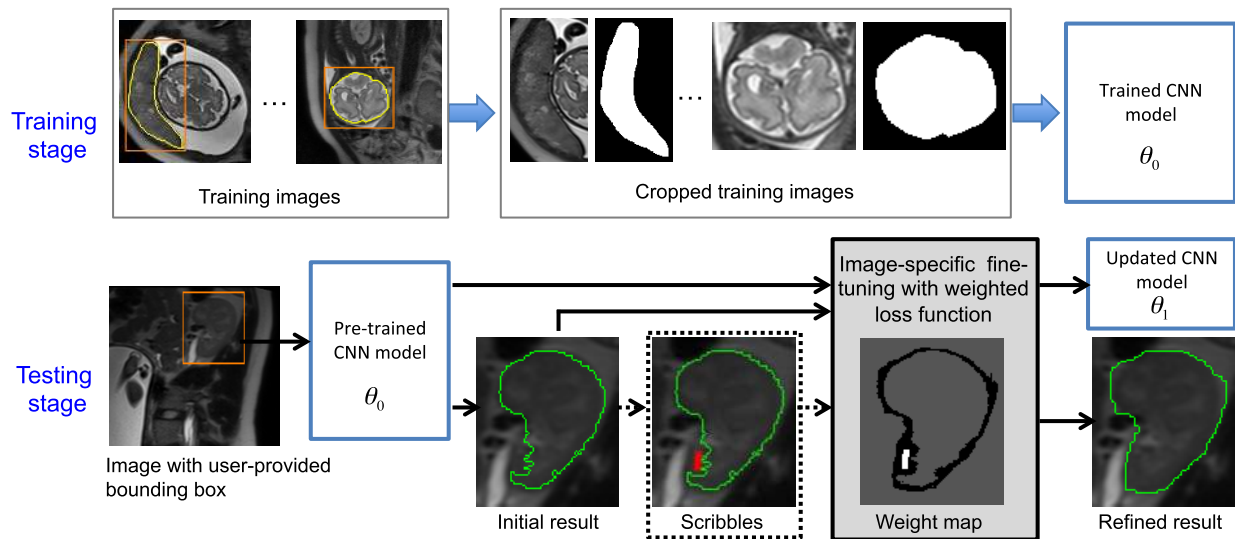 Training
stage
...
Training images
...
Cropped training images
Trained CNN
model
θ₀
Testing
stage
Image with user-provided
bounding box
Pre-trained
CNN model
θ₀
Initial result
Scribbles
Image-specific fine-
tuning with weighted
loss function
Weight map
Updated CNN
model
θ₁
Refined result